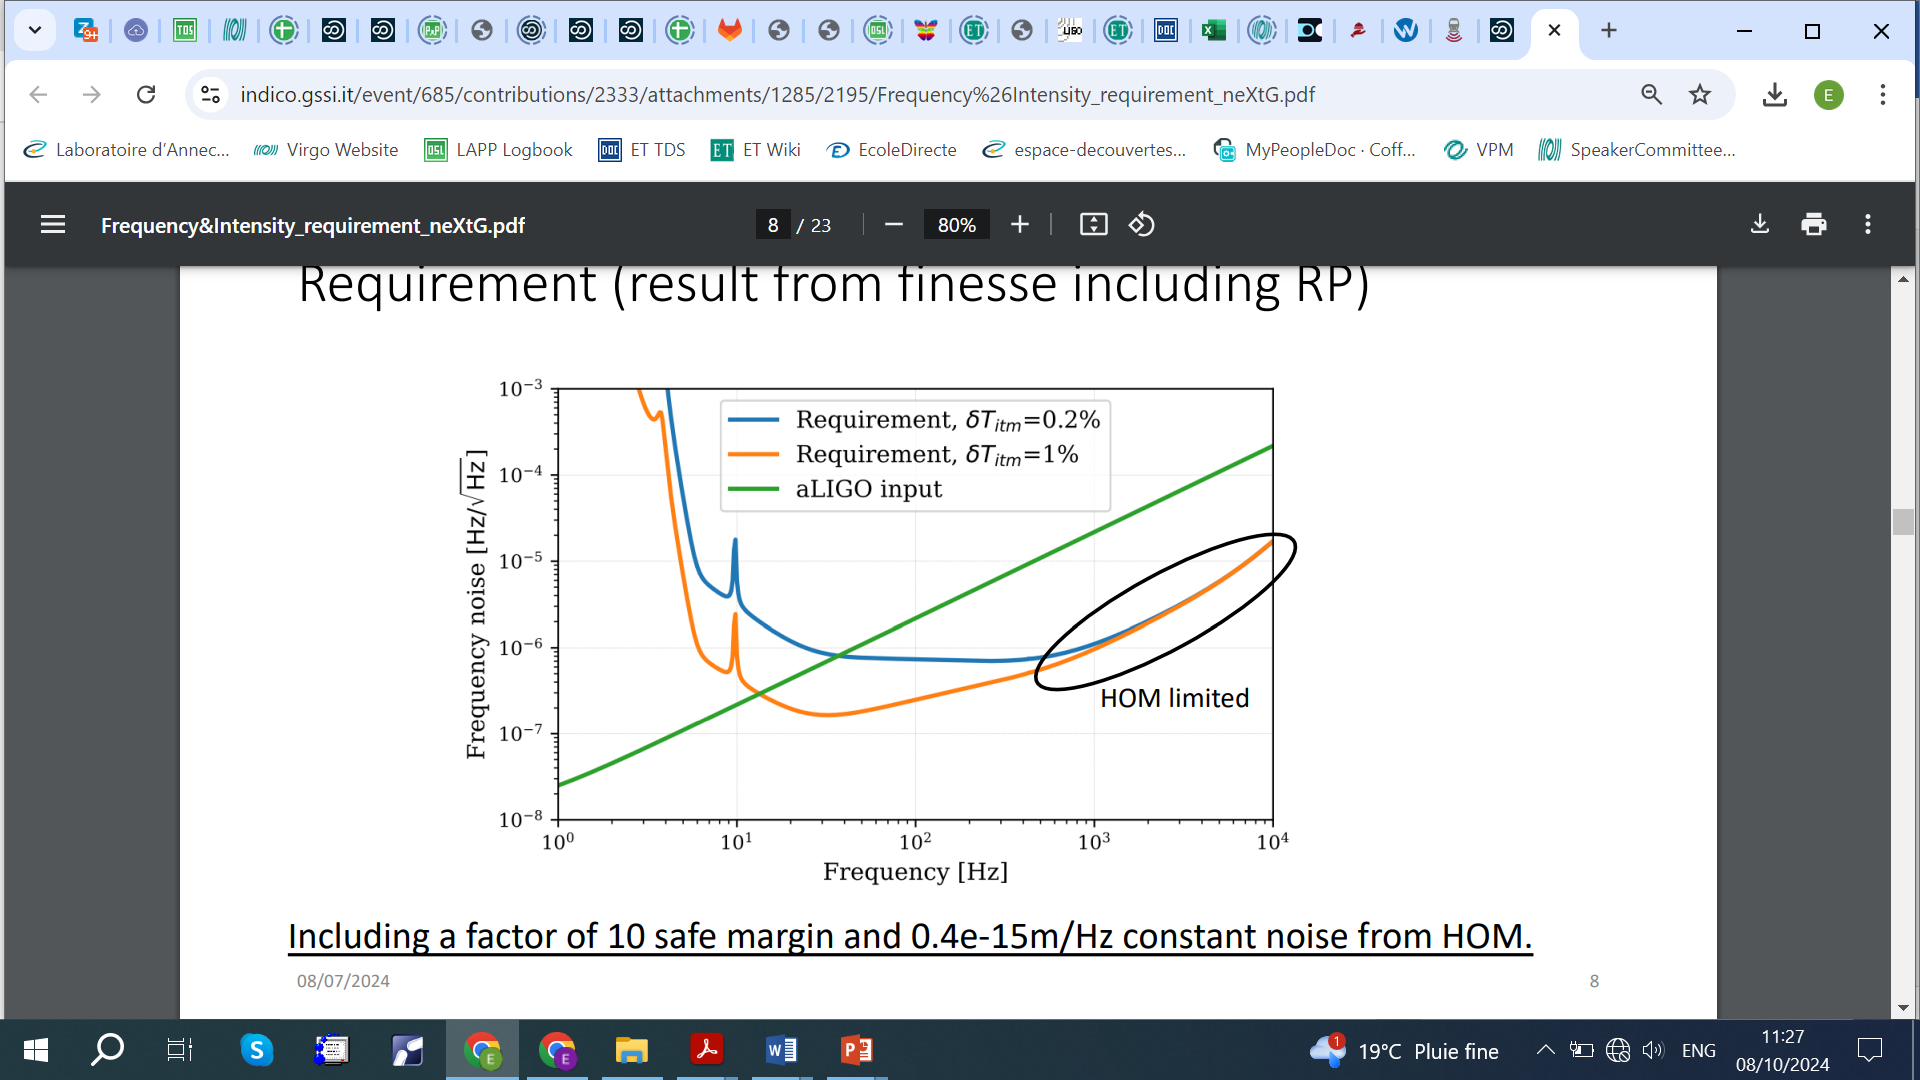 indico.gssi.it/event/685/contributions/2333/attachments/1285/2195/Frequency%26Intensity_requirement_neXtG.pdf
E
Laboratoire d'Annec... Virgo Website LAPP Logbook ET TDS ET Wiki EcoleDirecte espace-decouvertes... MyPeopleDoc · Coff... VPM SpeakerCommittee...
Frequency&Intensity_requirement_neXtG.pdf 8 / 23 80%
Requirement (result from finesse including RP)
10⁻³
Requirement, δT_itm=0.2%
Requirement, δT_itm=1%
aLIGO input
10⁻⁴
10⁻⁵
10⁻⁶
10⁻⁷
10⁻⁸
Frequency noise [Hz/√Hz]
HOM limited
10⁰ 10¹ 10² 10³ 10⁴
Frequency [Hz]
Including a factor of 10 safe margin and 0.4e-15m/Hz constant noise from HOM.
08/07/2024 8
1 19°C Pluie fine ENG 11:27
08/10/2024